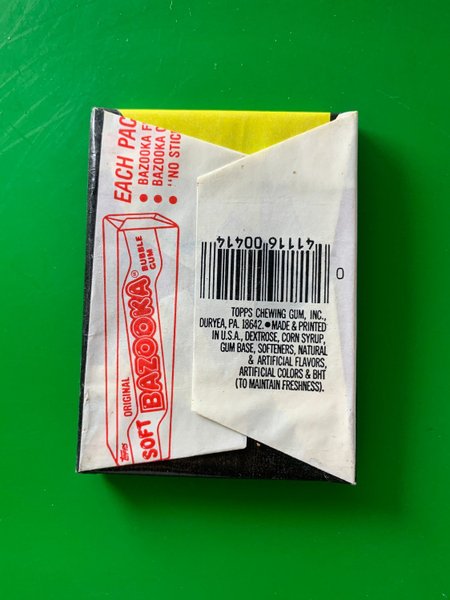 EACH PAC
• BAZOOKA F
• BAZOOKA
• "NO STIC
ORIGINAL
Topps
SOFT BAZOOKA®
BUBBLE
GUM
41116 00414
0
TOPPS CHEWING GUM, INC.,
DURYEA, PA. 18642. • MADE & PRINTED
IN U.S.A., DEXTROSE, CORN SYRUP,
GUM BASE, SOFTENERS, NATURAL
& ARTIFICIAL FLAVORS,
ARTIFICIAL COLORS & BHT
(TO MAINTAIN FRESHNESS).